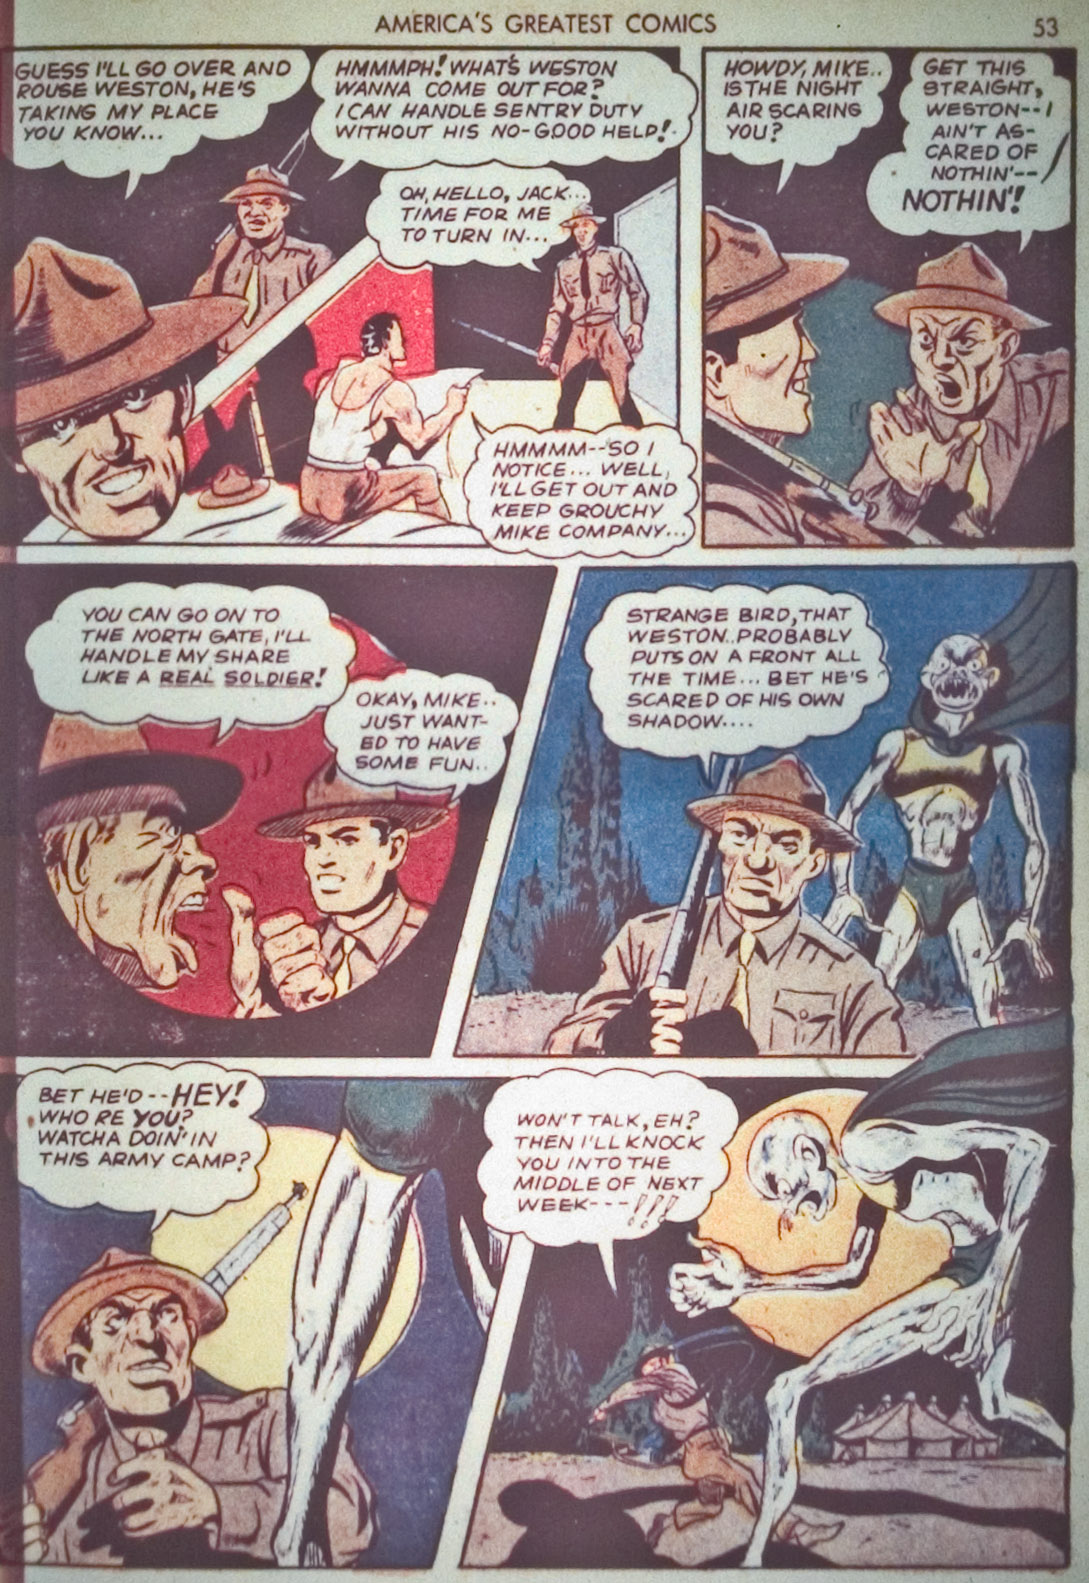 AMERICA'S GREATEST COMICS
53
GUESS I'LL GO OVER AND
ROUSE WESTON, HE'S
TAKING MY PLACE
YOU KNOW...
HMMMPH! WHAT'S WESTON
WANNA COME OUT FOR?
I CAN HANDLE SENTRY DUTY
WITHOUT HIS NO-GOOD HELP!
OH, HELLO, JACK...
TIME FOR ME
TO TURN IN...
HMMMM--SO I
NOTICE... WELL,
I'LL GET OUT AND
KEEP GROUCHY
MIKE COMPANY...
HOWDY, MIKE..
IS THE NIGHT
AIR SCARING
YOU?
GET THIS
STRAIGHT,
WESTON--I
AIN'T AS-
CARED OF
NOTHIN'--
NOTHIN'!
YOU CAN GO ON TO
THE NORTH GATE, I'LL
HANDLE MY SHARE
LIKE A REAL SOLDIER!
OKAY, MIKE..
JUST WANT-
ED TO HAVE
SOME FUN..
STRANGE BIRD, THAT
WESTON..PROBABLY
PUTS ON A FRONT ALL
THE TIME... BET HE'S
SCARED OF HIS OWN
SHADOW....
BET HE'D--HEY!
WHO RE YOU?
WATCHA DOIN' IN
THIS ARMY CAMP?
WON'T TALK, EH?
THEN I'LL KNOCK
YOU INTO THE
MIDDLE OF NEXT
WEEK---!!!